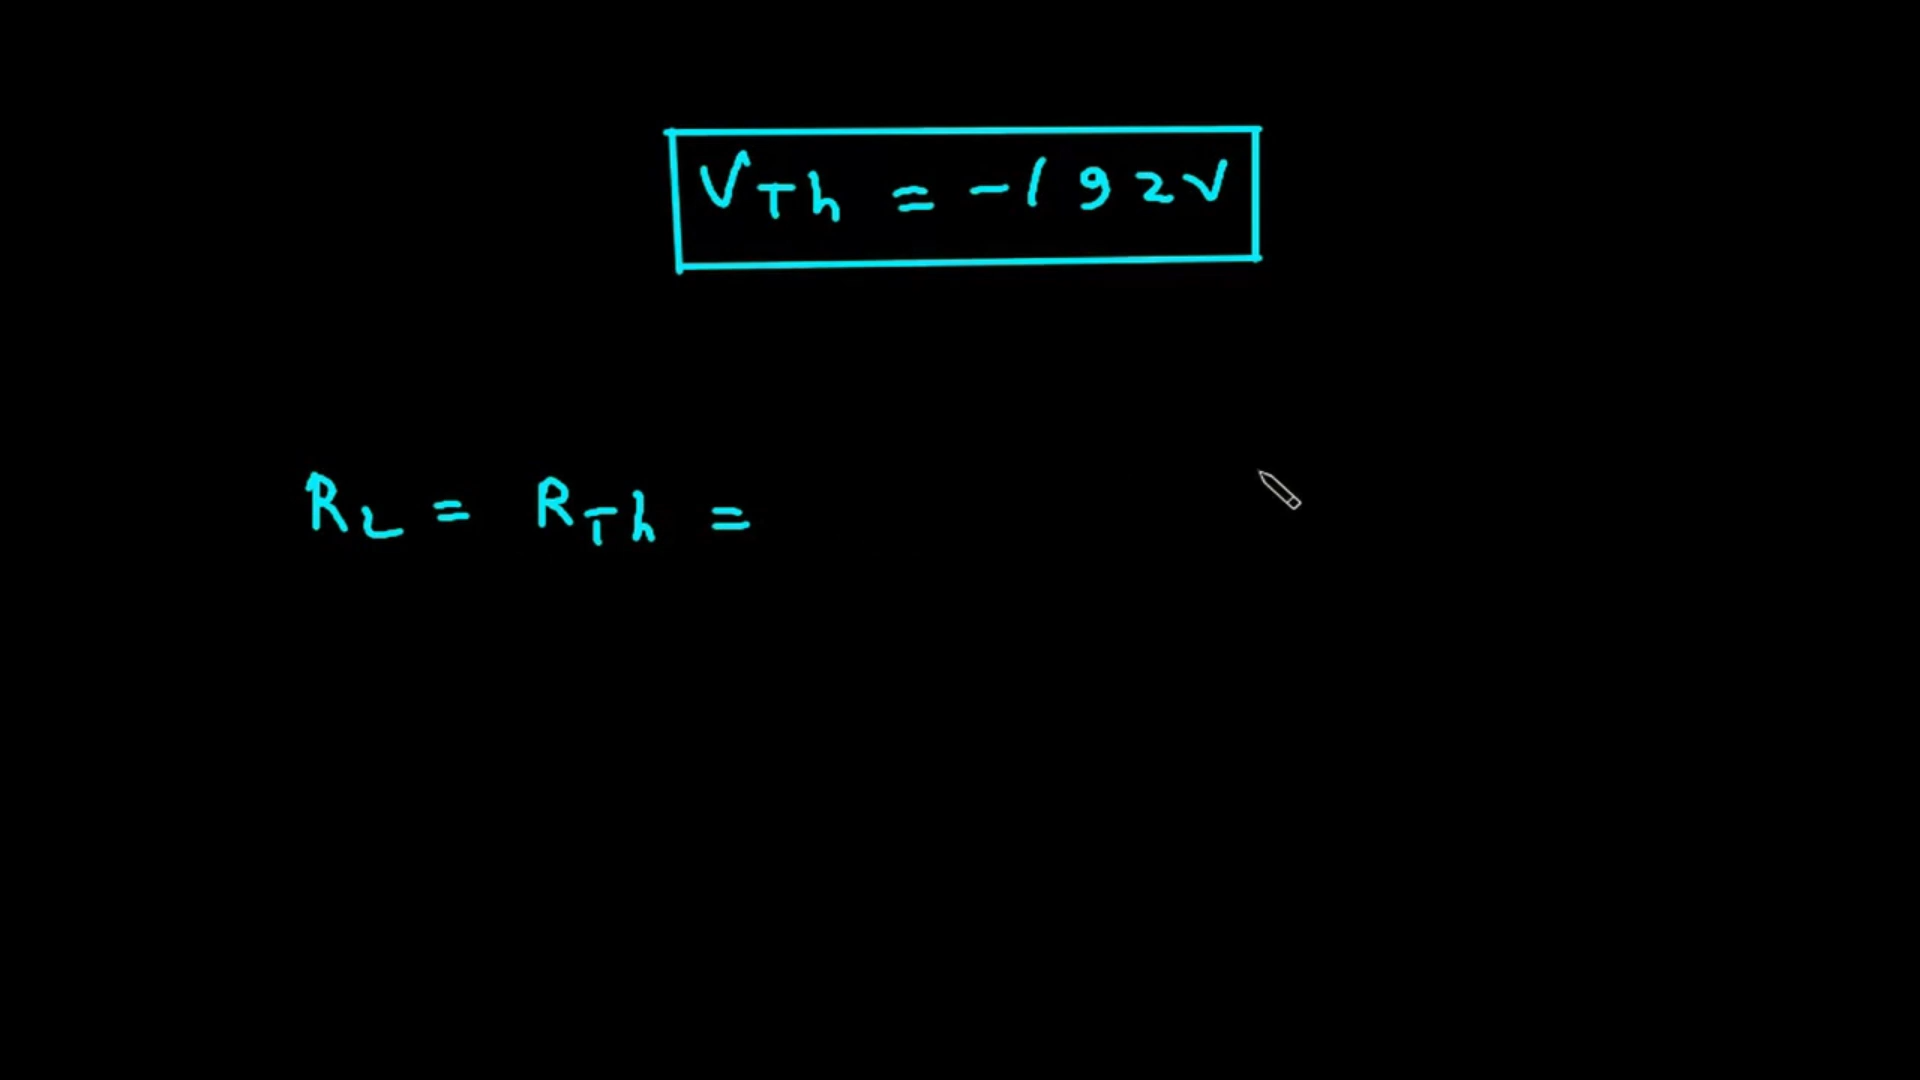 VTh = -192V
RL = RTh =